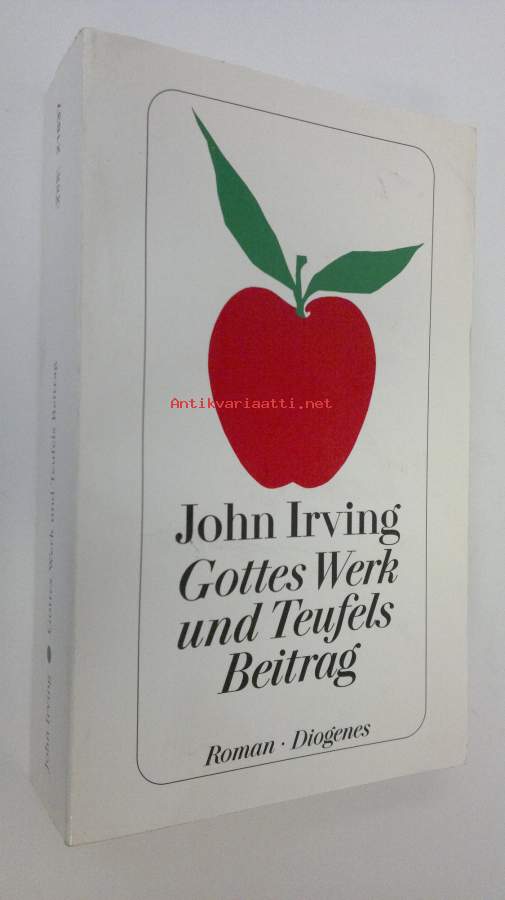 Antikvariaatti.net
John Irving
Gottes Werk
und Teufels
Beitrag
Roman · Diogenes
John Irving ● Gottes Werk und Teufels Beitrag